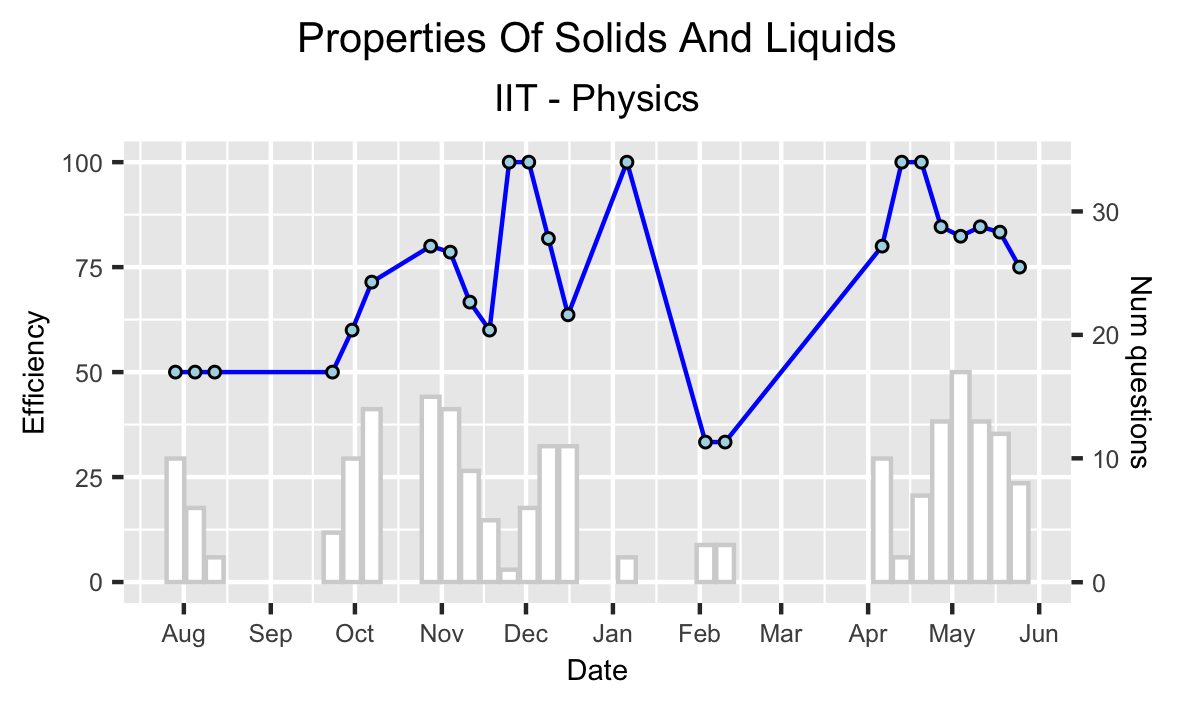 Properties Of Solids And Liquids
IIT - Physics
100
75
50
25
0
Efficiency
30
20
10
0
Num questions
Aug Sep Oct Nov Dec Jan Feb Mar Apr May Jun
Date